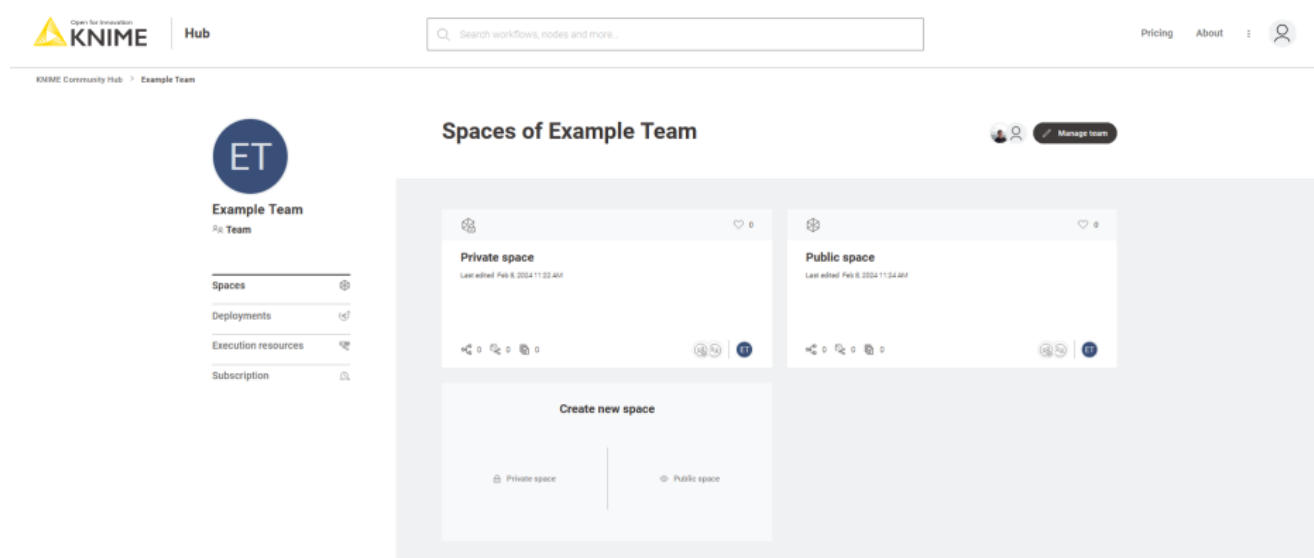 Open for Innovation
KNIME
Hub
Search workflows, nodes and more...
Pricing
About
KNIME Community Hub > Example Team
ET
Example Team
Team
Spaces
Deployments
Execution resources
Subscription
Spaces of Example Team
Manage team
0
Private space
Last edited Feb 8, 2024 11:22 AM
0 0 0
ET
0
Public space
Last edited Feb 8, 2024 11:24 AM
0 0 0
ET
Create new space
Private space
Public space